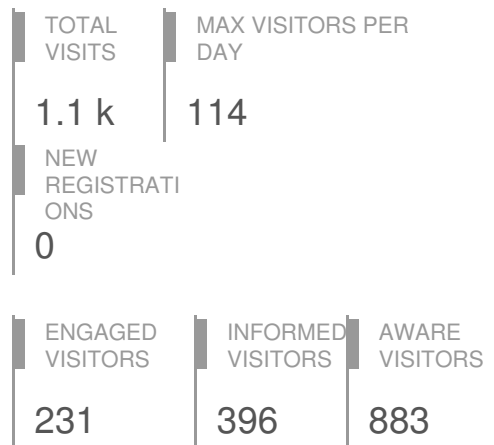 TOTAL
VISITS
1.1 k
MAX VISITORS PER
DAY
114
NEW
REGISTRATI
ONS
0
ENGAGED
VISITORS
231
INFORMED
VISITORS
396
AWARE
VISITORS
883